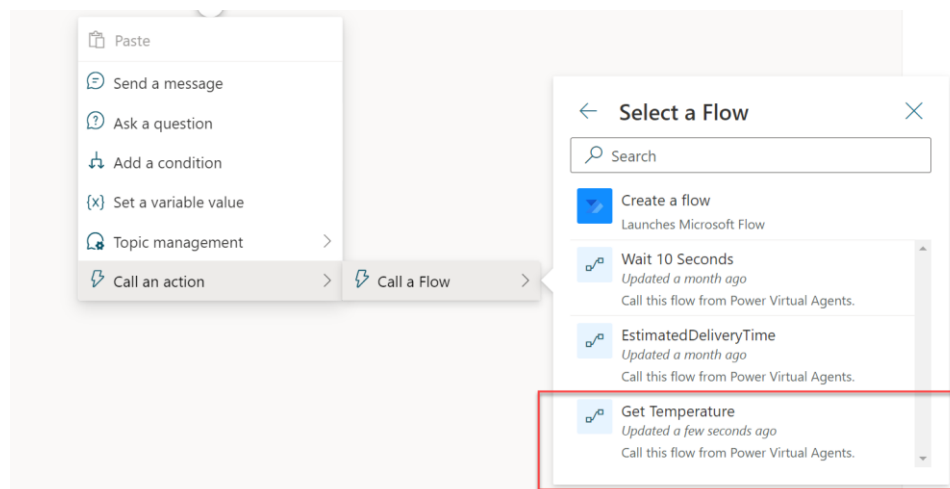 Paste
Send a message
Ask a question
Add a condition
{x} Set a variable value
Topic management
Call an action
Call a Flow
Select a Flow
Search
Create a flow
Launches Microsoft Flow
Wait 10 Seconds
Updated a month ago
Call this flow from Power Virtual Agents.
EstimatedDeliveryTime
Updated a month ago
Call this flow from Power Virtual Agents.
Get Temperature
Updated a few seconds ago
Call this flow from Power Virtual Agents.